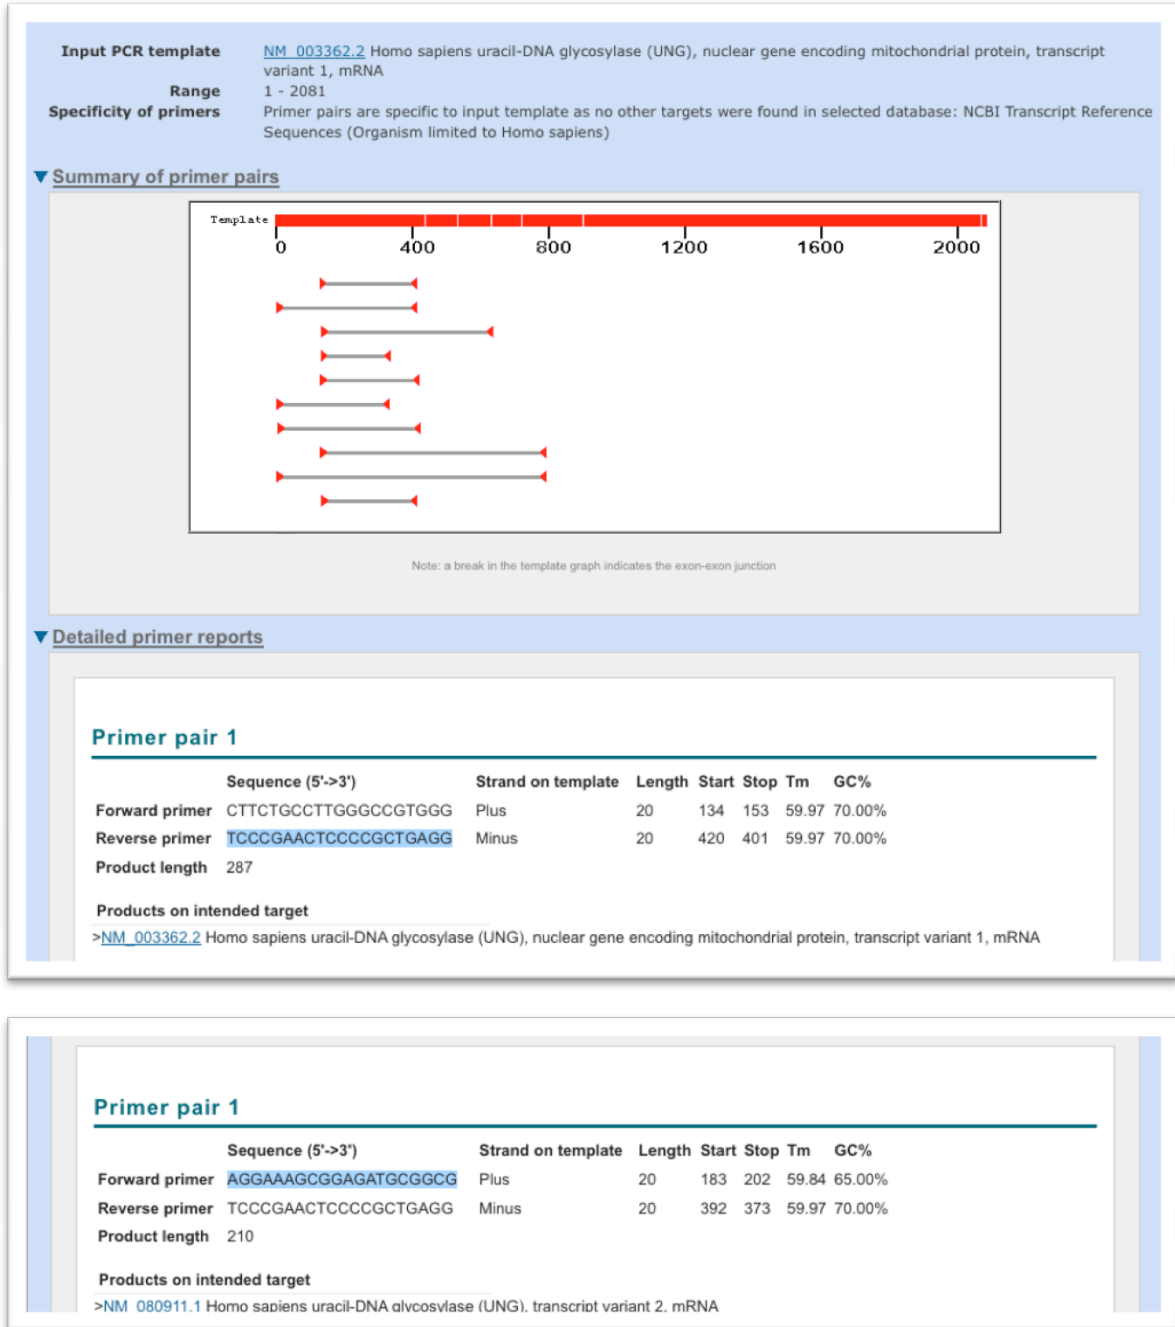 Input PCR template NM_003362.2 Homo sapiens uracil-DNA glycosylase (UNG), nuclear gene encoding mitochondrial protein, transcript
variant 1, mRNA
Range 1 - 2081
Specificity of primers Primer pairs are specific to input template as no other targets were found in selected database: NCBI Transcript Reference
Sequences (Organism limited to Homo sapiens)
Summary of primer pairs
Template
0 400 800 1200 1600 2000
Note: a break in the template graph indicates the exon-exon junction
Detailed primer reports
Primer pair 1
Sequence (5'->3') Strand on template Length Start Stop Tm GC%
Forward primer CTTCTGCCTTGGGCCGTGGG Plus 20 134 153 59.97 70.00%
Reverse primer TCCCGAACTCCCCGCTGAGG Minus 20 420 401 59.97 70.00%
Product length 287
Products on intended target
>NM_003362.2 Homo sapiens uracil-DNA glycosylase (UNG), nuclear gene encoding mitochondrial protein, transcript variant 1, mRNA
Primer pair 1
Sequence (5'->3') Strand on template Length Start Stop Tm GC%
Forward primer AGGAAAGCGGAGATGCGGCG Plus 20 183 202 59.84 65.00%
Reverse primer TCCCGAACTCCCCGCTGAGG Minus 20 392 373 59.97 70.00%
Product length 210
Products on intended target
>NM_080911.1 Homo sapiens uracil-DNA glycosylase (UNG), transcript variant 2, mRNA